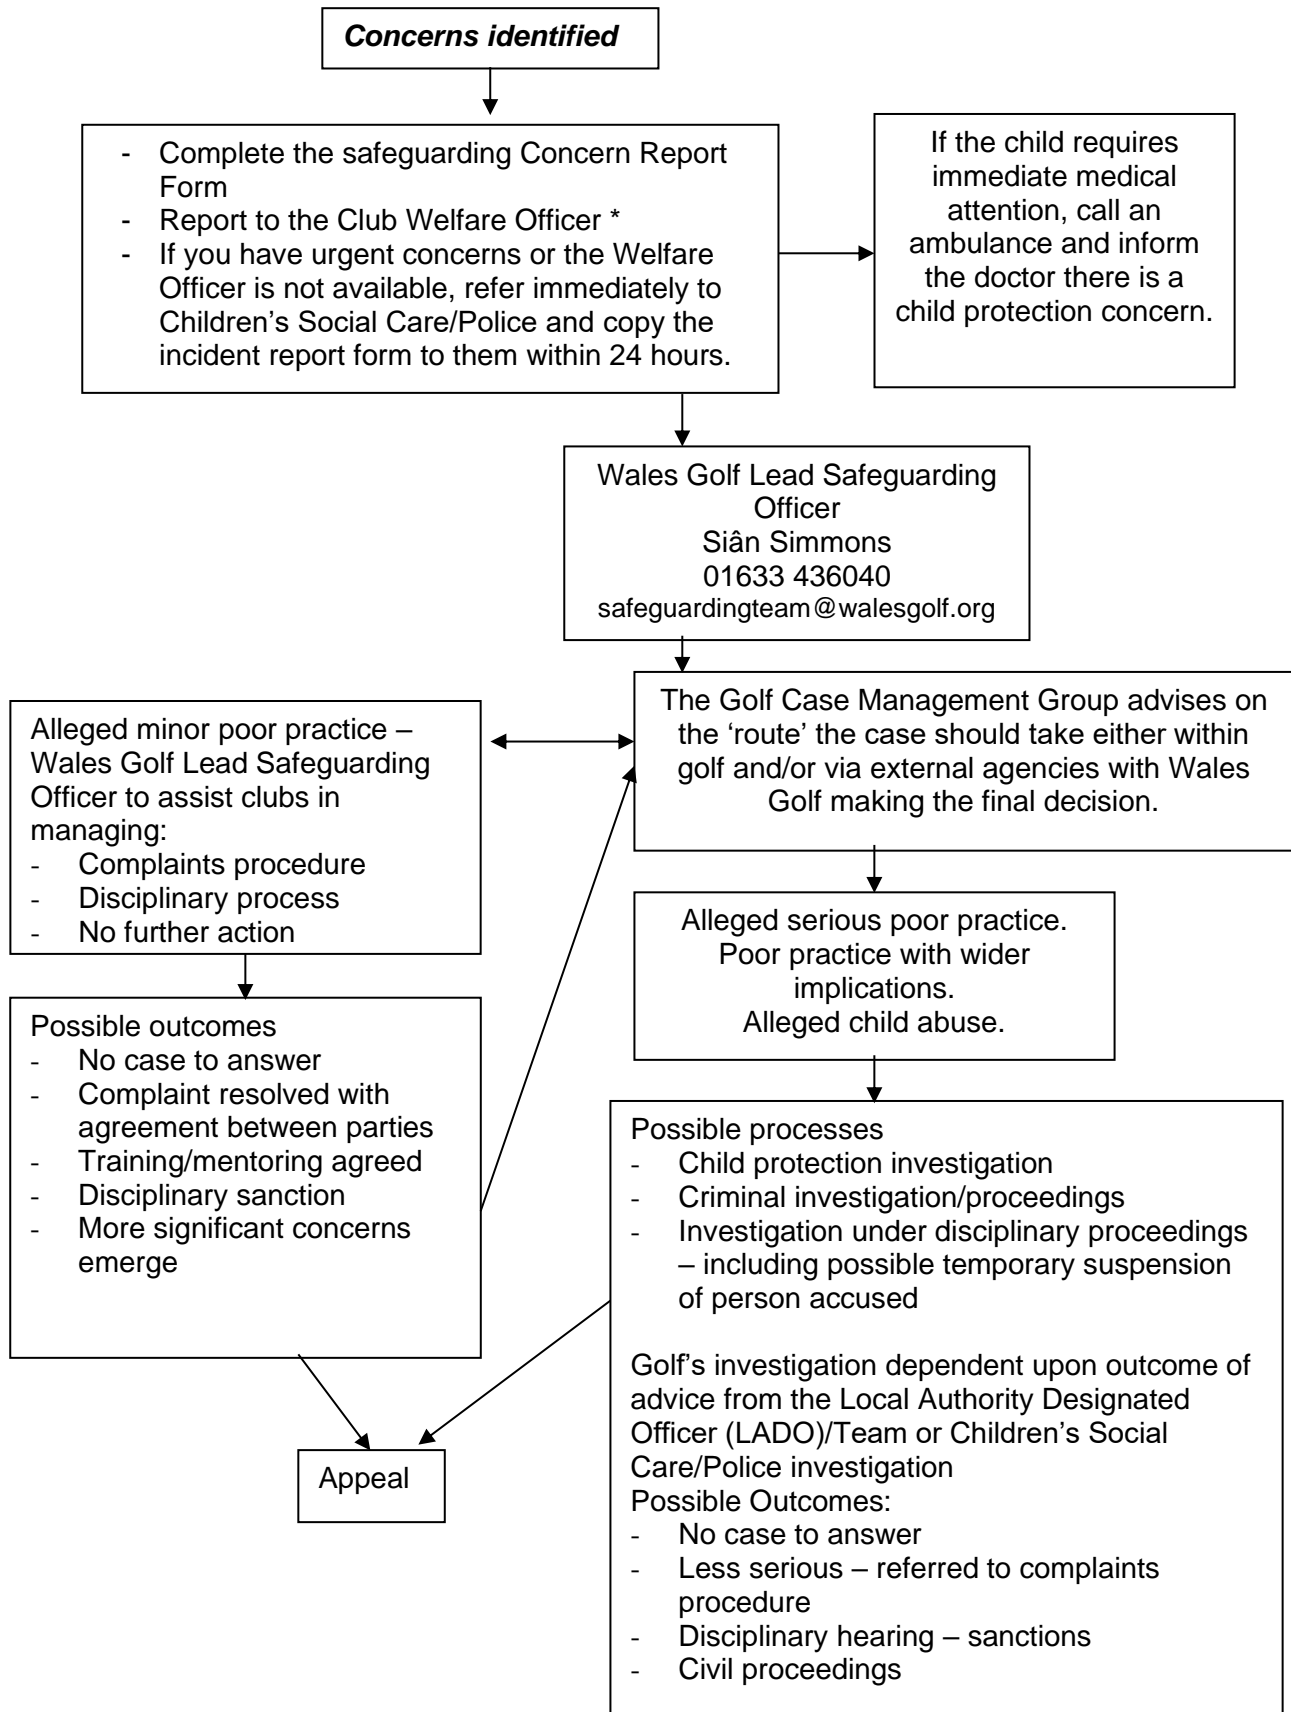 Concerns identified
- Complete the safeguarding Concern Report
Form
- Report to the Club Welfare Officer *
- If you have urgent concerns or the Welfare
Officer is not available, refer immediately to
Children’s Social Care/Police and copy the
incident report form to them within 24 hours.
If the child requires
immediate medical
attention, call an
ambulance and inform
the doctor there is a
child protection concern.
Wales Golf Lead Safeguarding
Officer
Siân Simmons
01633 436040
safeguardingteam@walesgolf.org
The Golf Case Management Group advises on
the ‘route’ the case should take either within
golf and/or via external agencies with Wales
Golf making the final decision.
Alleged minor poor practice –
Wales Golf Lead Safeguarding
Officer to assist clubs in
managing:
- Complaints procedure
- Disciplinary process
- No further action
Alleged serious poor practice.
Poor practice with wider
implications.
Alleged child abuse.
Possible outcomes
- No case to answer
- Complaint resolved with
agreement between parties
- Training/mentoring agreed
- Disciplinary sanction
- More significant concerns
emerge
Possible processes
- Child protection investigation
- Criminal investigation/proceedings
- Investigation under disciplinary proceedings
– including possible temporary suspension
of person accused
Golf’s investigation dependent upon outcome of
advice from the Local Authority Designated
Officer (LADO)/Team or Children’s Social
Care/Police investigation
Possible Outcomes:
- No case to answer
- Less serious – referred to complaints
procedure
- Disciplinary hearing – sanctions
- Civil proceedings
Appeal